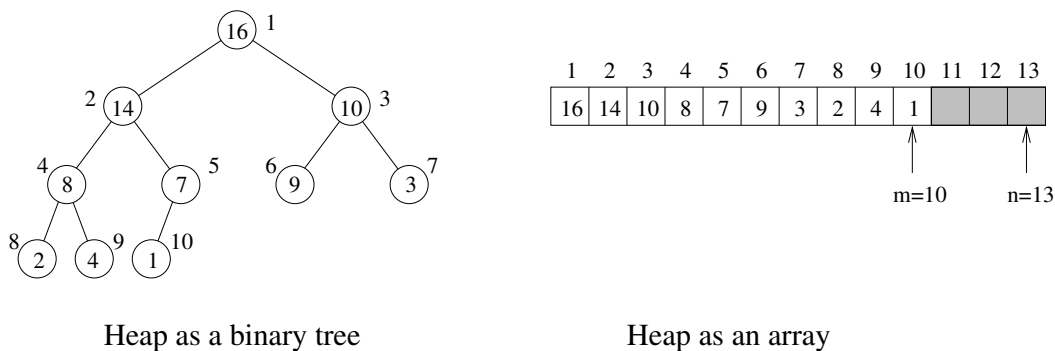 16 1
2 14 10 3
4 8 5 7 6 9 7 3
8 2 9 4 10 1
1 2 3 4 5 6 7 8 9 10 11 12 13
16 14 10 8 7 9 3 2 4 1
m=10 n=13
Heap as a binary tree
Heap as an array